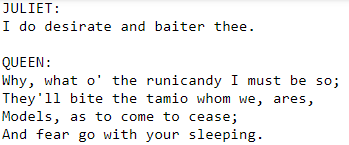 JULIET:
I do desirate and baiter thee.

QUEEN:
Why, what o' the runicandy I must be so;
They'll bite the tamio whom we, ares,
Models, as to come to cease;
And fear go with your sleeping.